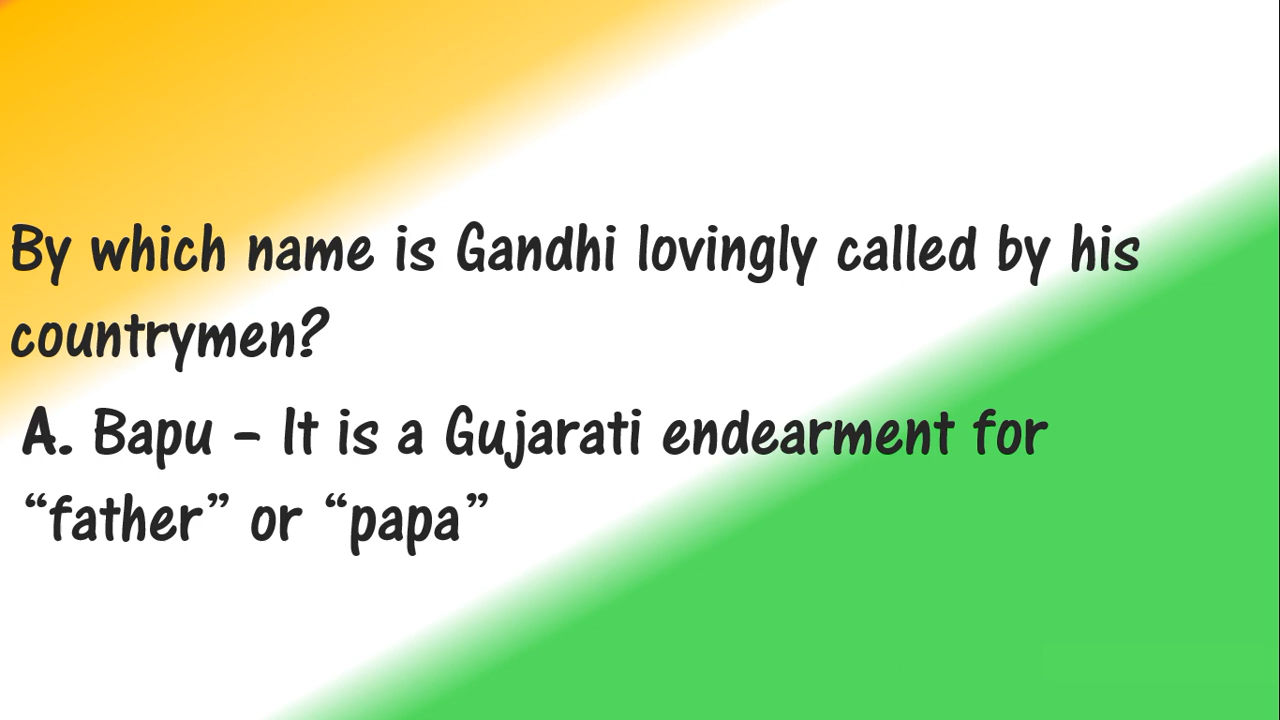 By which name is Gandhi lovingly called by his
countrymen?
A. Bapu – It is a Gujarati endearment for
“father” or “papa”